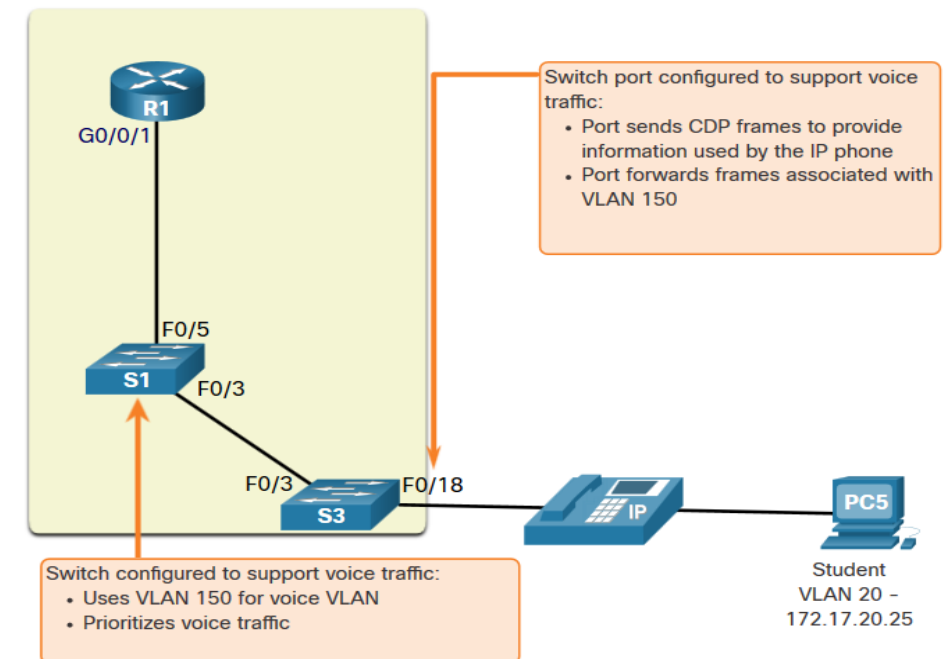 R1
G0/0/1
Switch port configured to support voice
traffic:
• Port sends CDP frames to provide
information used by the IP phone
• Port forwards frames associated with
VLAN 150
F0/5
S1
F0/3
F0/3
F0/18
S3
IP
PC5
Student
VLAN 20 –
172.17.20.25
Switch configured to support voice traffic:
• Uses VLAN 150 for voice VLAN
• Prioritizes voice traffic